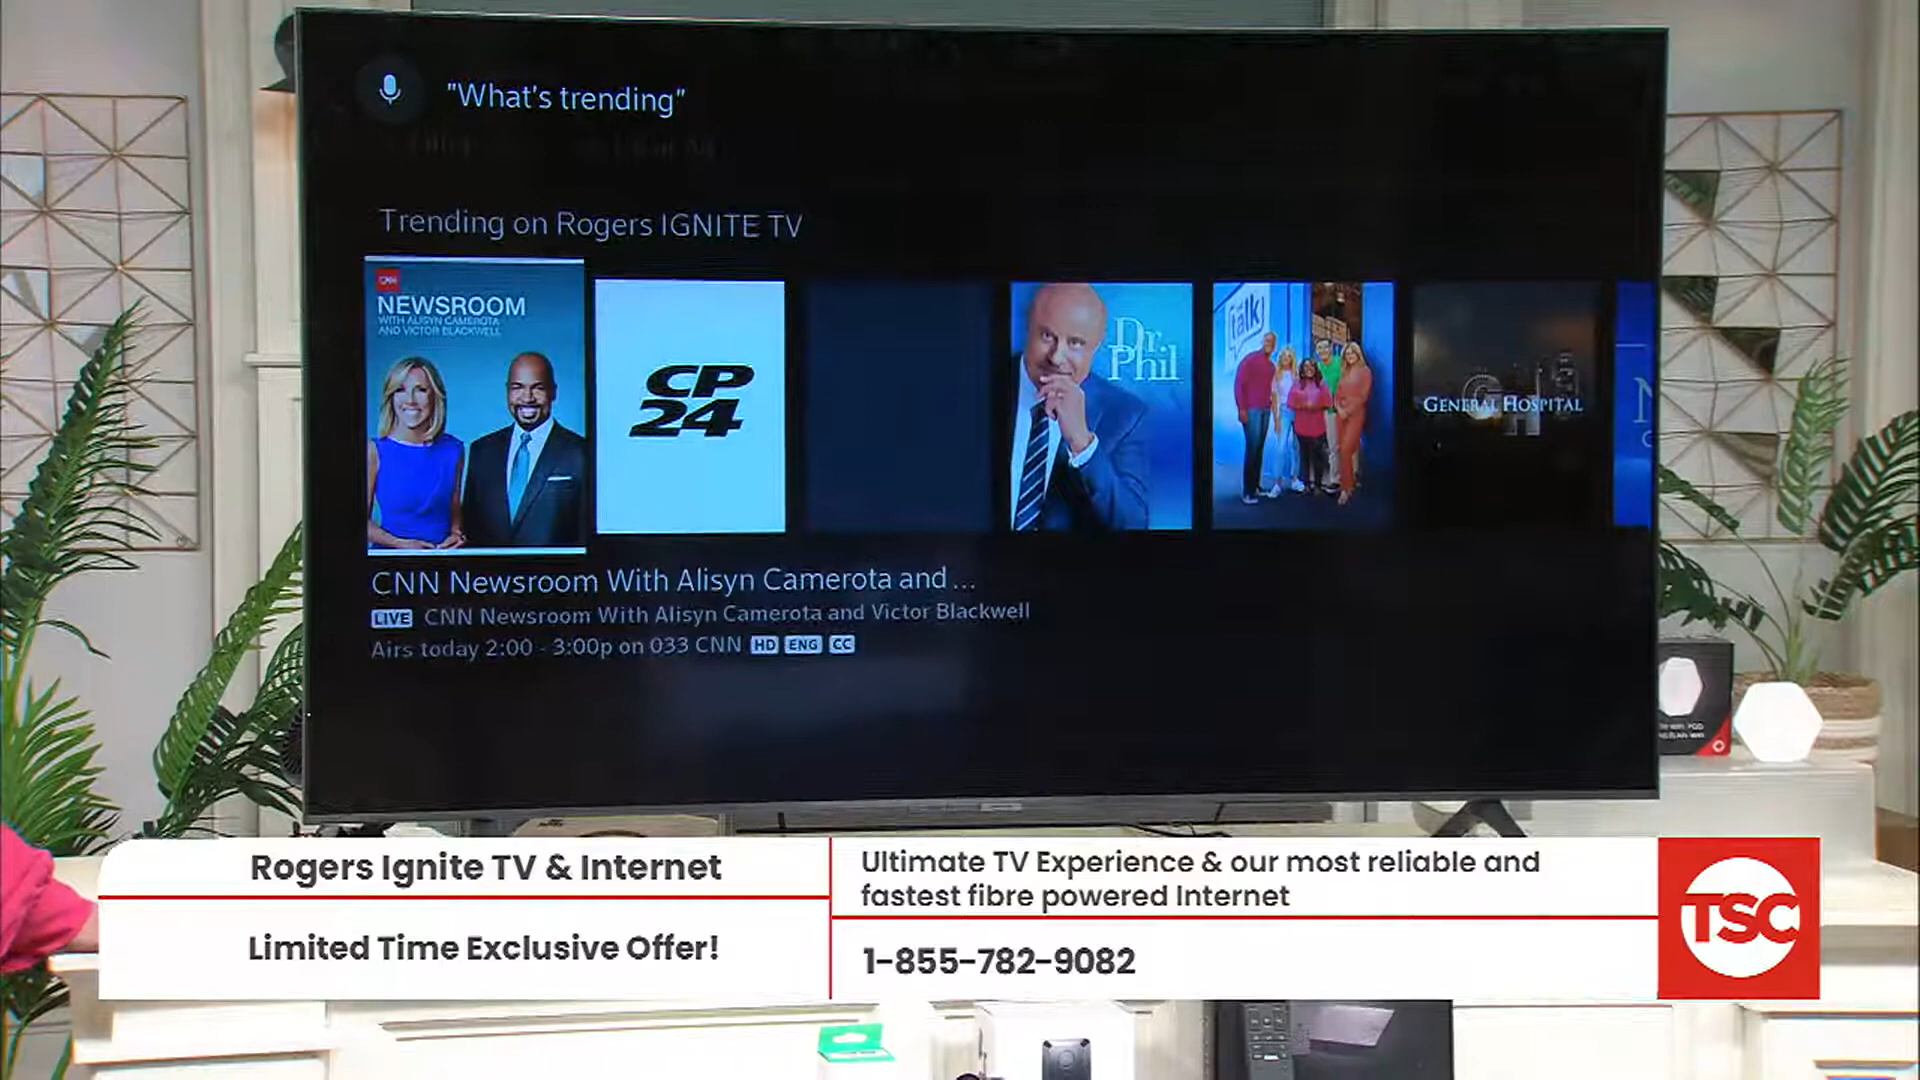 "What's trending"
Trending on Rogers IGNITE TV
CNN
NEWSROOM
WITH ALISYN CAMEROTA
AND VICTOR BLACKWELL
CP
24
Dr.
Phil
talk
GENERAL HOSPITAL
CNN Newsroom With Alisyn Camerota and ...
LIVE CNN Newsroom With Alisyn Camerota and Victor Blackwell
Airs today 2:00 - 3:00p on 033 CNN HD ENG CC
Rogers Ignite TV & Internet
Limited Time Exclusive Offer!
Ultimate TV Experience & our most reliable and
fastest fibre powered Internet
1-855-782-9082
TSC